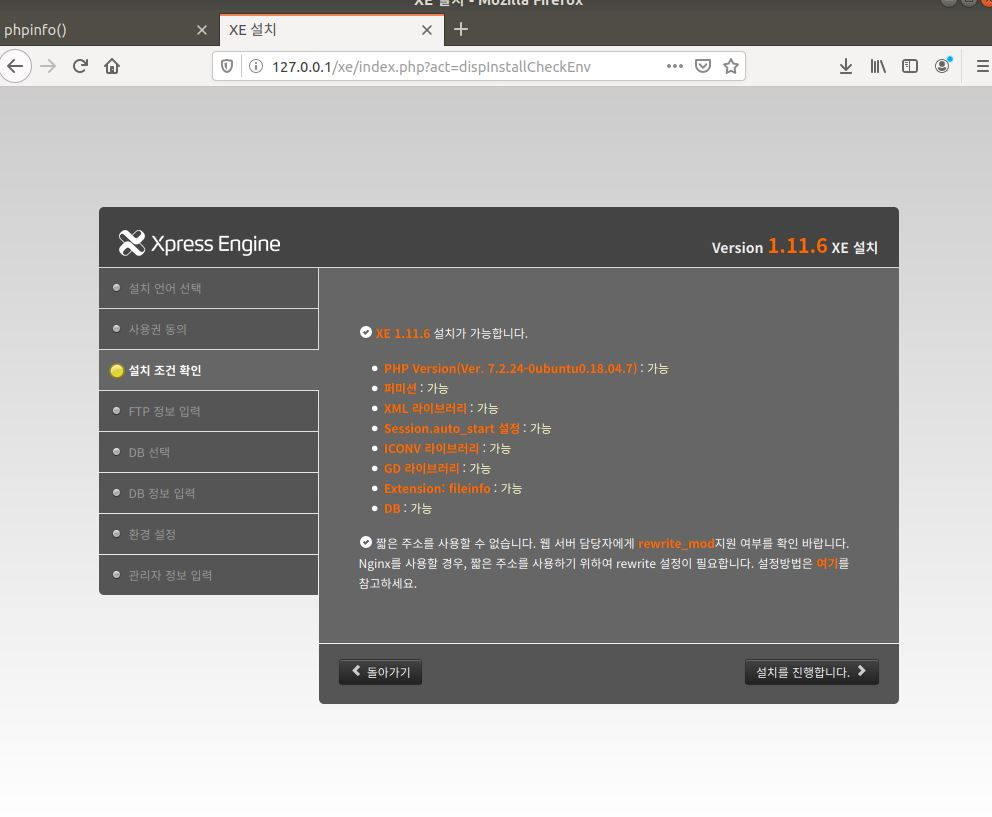 XE 설치 - Mozilla Firefox
phpinfo()
XE 설치
127.0.0.1/xe/index.php?act=dispInstallCheckEnv
Xpress Engine
Version 1.11.6 XE 설치
설치 언어 선택
사용권 동의
설치 조건 확인
FTP 정보 입력
DB 선택
DB 정보 입력
환경 설정
관리자 정보 입력
XE 1.11.6 설치가 가능합니다.
PHP Version(Ver. 7.2.24-0ubuntu0.18.04.7) : 가능
퍼미션 : 가능
XML 라이브러리 : 가능
Session.auto_start 설정 : 가능
ICONV 라이브러리 : 가능
GD 라이브러리 : 가능
Extension: fileinfo : 가능
DB : 가능
짧은 주소를 사용할 수 없습니다. 웹 서버 담당자에게 rewrite_mod지원 여부를 확인 바랍니다.
Nginx를 사용할 경우, 짧은 주소를 사용하기 위하여 rewrite 설정이 필요합니다. 설정방법은 여기를
참고하세요.
돌아가기
설치를 진행합니다.